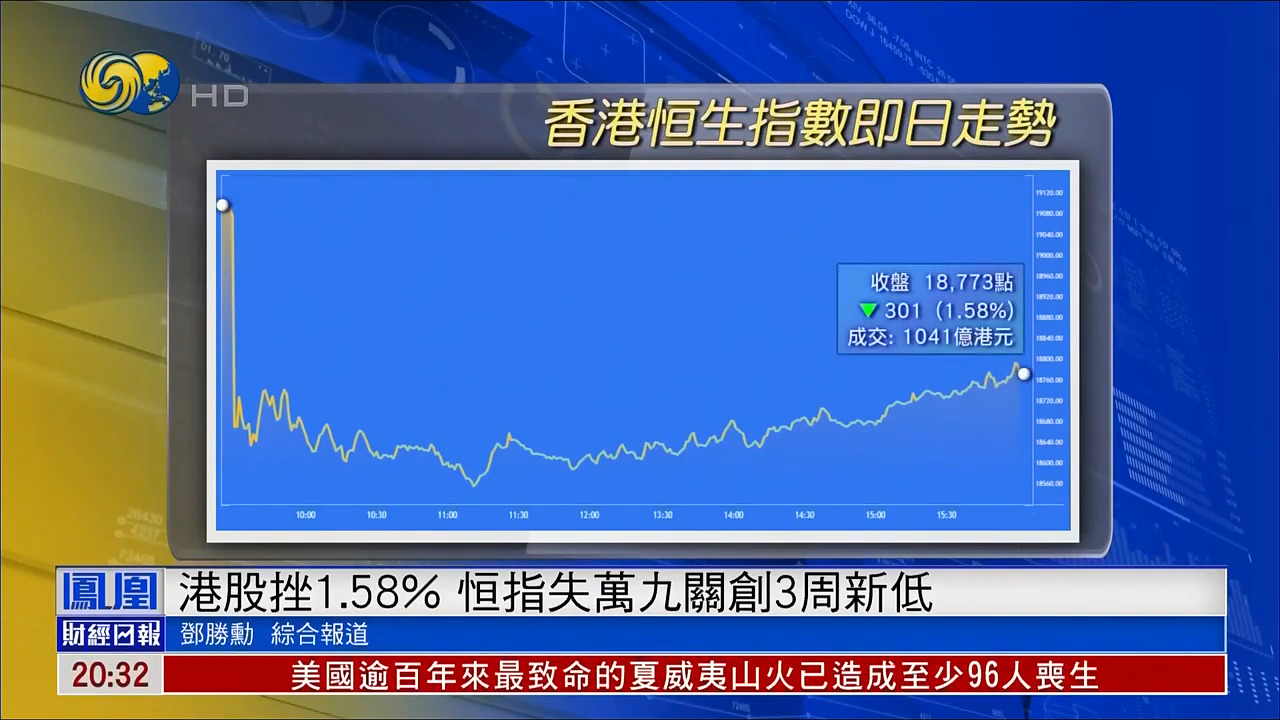 HD
香港恒生指數即日走勢
19120.00
19080.00
19040.00
19000.00
18960.00
18920.00
18880.00
18840.00
18800.00
18760.00
18720.00
18680.00
18640.00
18600.00
18560.00
收盤 18,773點
▼ 301 (1.58%)
成交: 1041億港元
10:00 10:30 11:00 11:30 12:00 13:30 14:00 14:30 15:00 15:30
鳳凰 港股挫1.58% 恒指失萬九關創3周新低
財經日報 鄧勝勳 綜合報道
20:32 美國逾百年來最致命的夏威夷山火已造成至少96人喪生